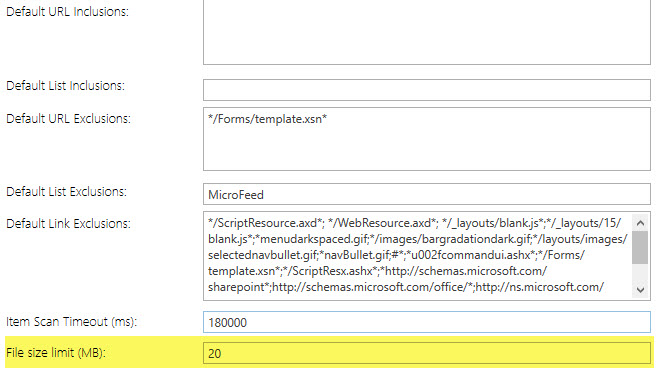 Default URL Inclusions:
Default List Inclusions:
Default URL Exclusions:
*/Forms/template.xsn*
Default List Exclusions:
MicroFeed
Default Link Exclusions:
*/ScriptResource.axd*; */WebResource.axd*; */_layouts/blank.js*;*/_layouts/15/
blank.js*;*menudarkspaced.gif;*/images/bargradationdark.gif;*/layouts/images/
selectednavbullet.gif;*navBullet.gif;#*;*u002fcommandui.ashx*;*/Forms/
template.xsn*;*/ScriptResx.ashx*;*http://schemas.microsoft.com/
sharepoint*;http://schemas.microsoft.com/office/*;http://ns.microsoft.com/
Item Scan Timeout (ms):
180000
File size limit (MB):
20